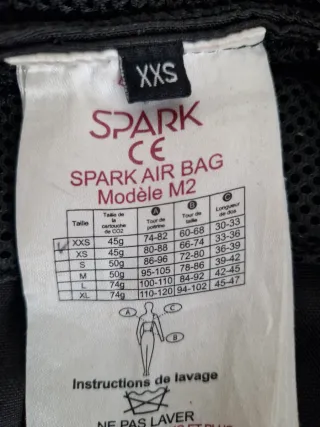 XXS
SPARK
CE
SPARK AIR BAG
Modèle M2
Taille Taille de la cartouche de CO2 A Tour de poitrine B Tour de taille C Longueur de dos
XXS 45g 74-82 60-68 30-33
XS 45g 80-88 66-74 33-36
S 50g 86-96 72-80 36-39
M 50g 95-105 78-86 39-42
L 74g 100-110 84-92 42-45
XL 74g 110-120 94-102 45-47
A C
B
Instructions de lavage
NE PAS LAVER